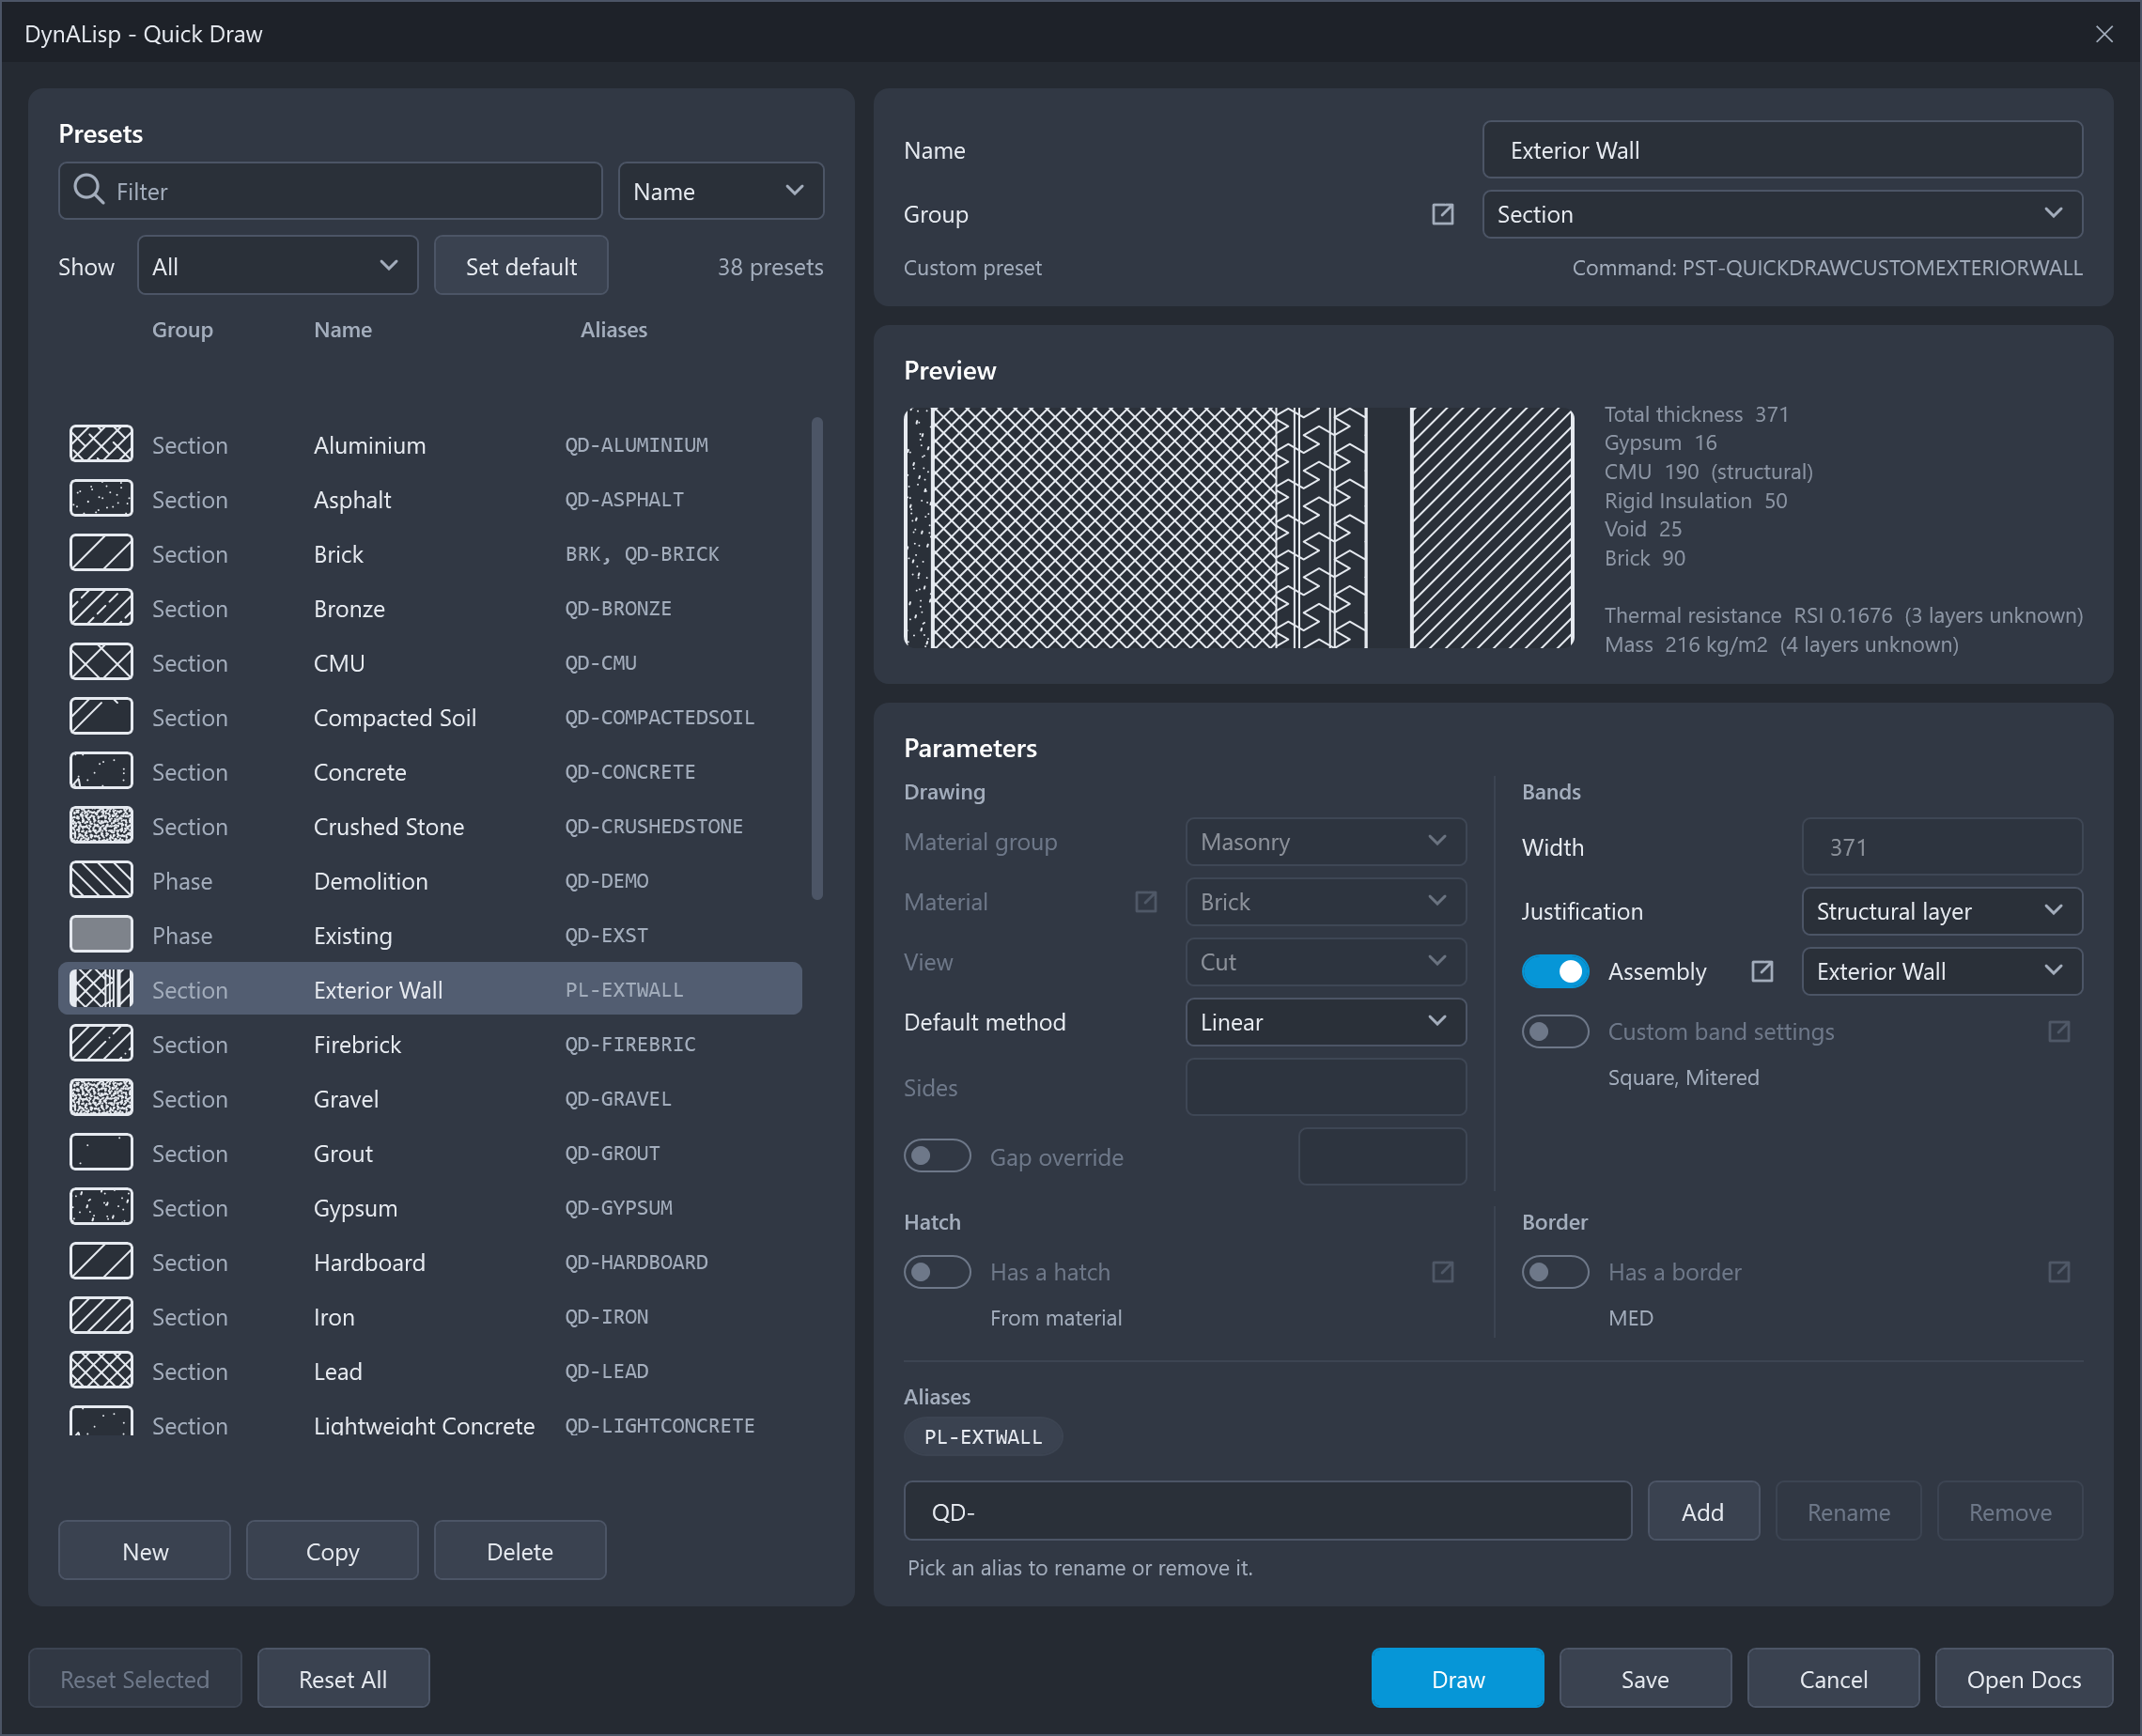 DynALisp - Quick Draw
Presets
Filter
Name
Show
All
Set default
38 presets
Group Name Aliases
Section Aluminium QD-ALUMINIUM
Section Asphalt QD-ASPHALT
Section Brick BRK, QD-BRICK
Section Bronze QD-BRONZE
Section CMU QD-CMU
Section Compacted Soil QD-COMPACTEDSOIL
Section Concrete QD-CONCRETE
Section Crushed Stone QD-CRUSHEDSTONE
Phase Demolition QD-DEMO
Phase Existing QD-EXST
Section Exterior Wall PL-EXTWALL
Section Firebrick QD-FIREBRIC
Section Gravel QD-GRAVEL
Section Grout QD-GROUT
Section Gypsum QD-GYPSUM
Section Hardboard QD-HARDBOARD
Section Iron QD-IRON
Section Lead QD-LEAD
Section Lightweight Concrete QD-LIGHTCONCRETE
New
Copy
Delete
Name
Exterior Wall
Group
Section
Custom preset
Command: PST-QUICKDRAWCUSTOMEXTERIORWALL
Preview
Total thickness 371
Gypsum 16
CMU 190 (structural)
Rigid Insulation 50
Void 25
Brick 90
Thermal resistance RSI 0.1676 (3 layers unknown)
Mass 216 kg/m2 (4 layers unknown)
Parameters
Drawing
Material group
Masonry
Material
Brick
View
Cut
Default method
Linear
Sides
Gap override
Bands
Width
371
Justification
Structural layer
Assembly
Exterior Wall
Custom band settings
Square, Mitered
Hatch
Has a hatch
From material
Border
Has a border
MED
Aliases
PL-EXTWALL
QD-
Add
Rename
Remove
Pick an alias to rename or remove it.
Reset Selected
Reset All
Draw
Save
Cancel
Open Docs